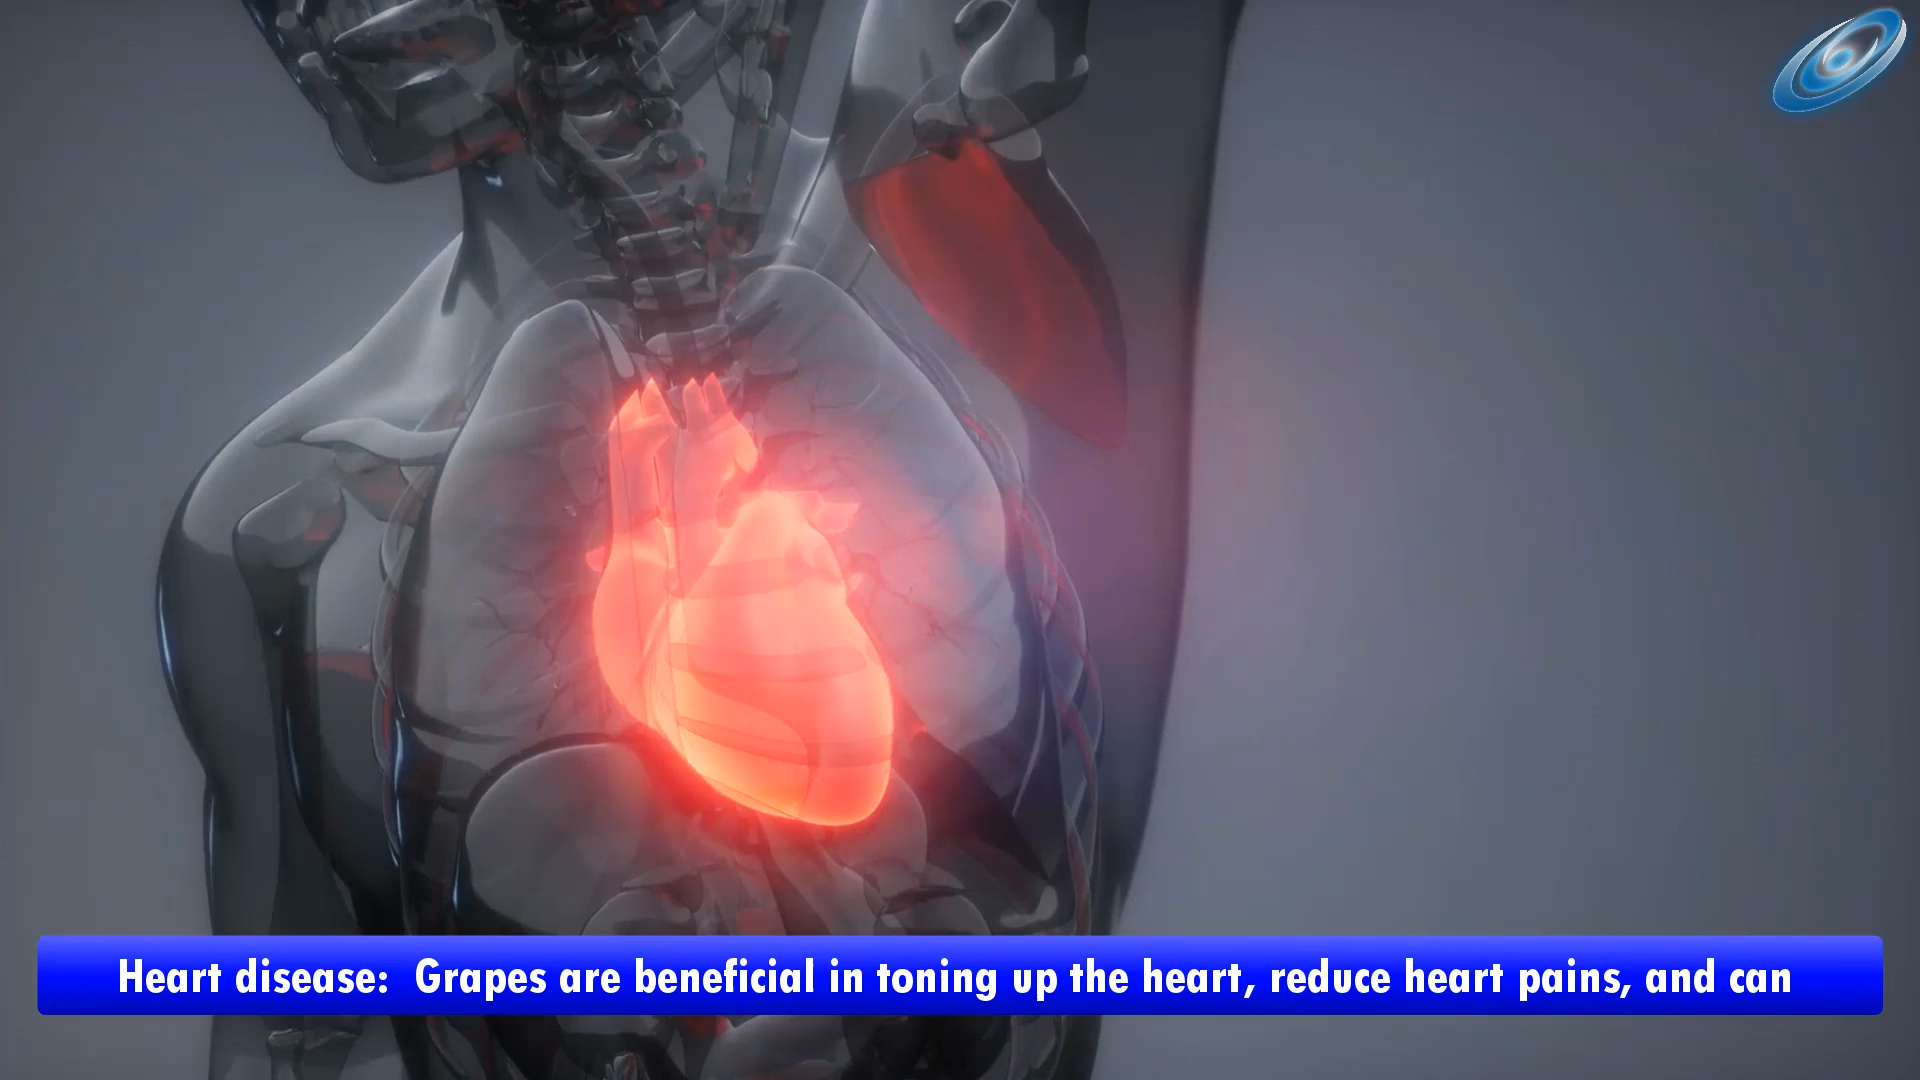 Heart disease:  Grapes are beneficial in toning up the heart, reduce heart pains, and can